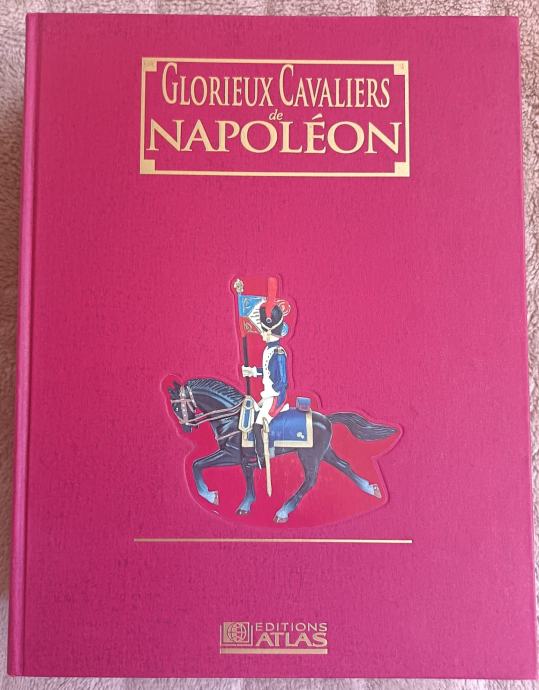 GLORIEUX CAVALIERS
de
NAPOLÉON
EDITIONS
ATLAS